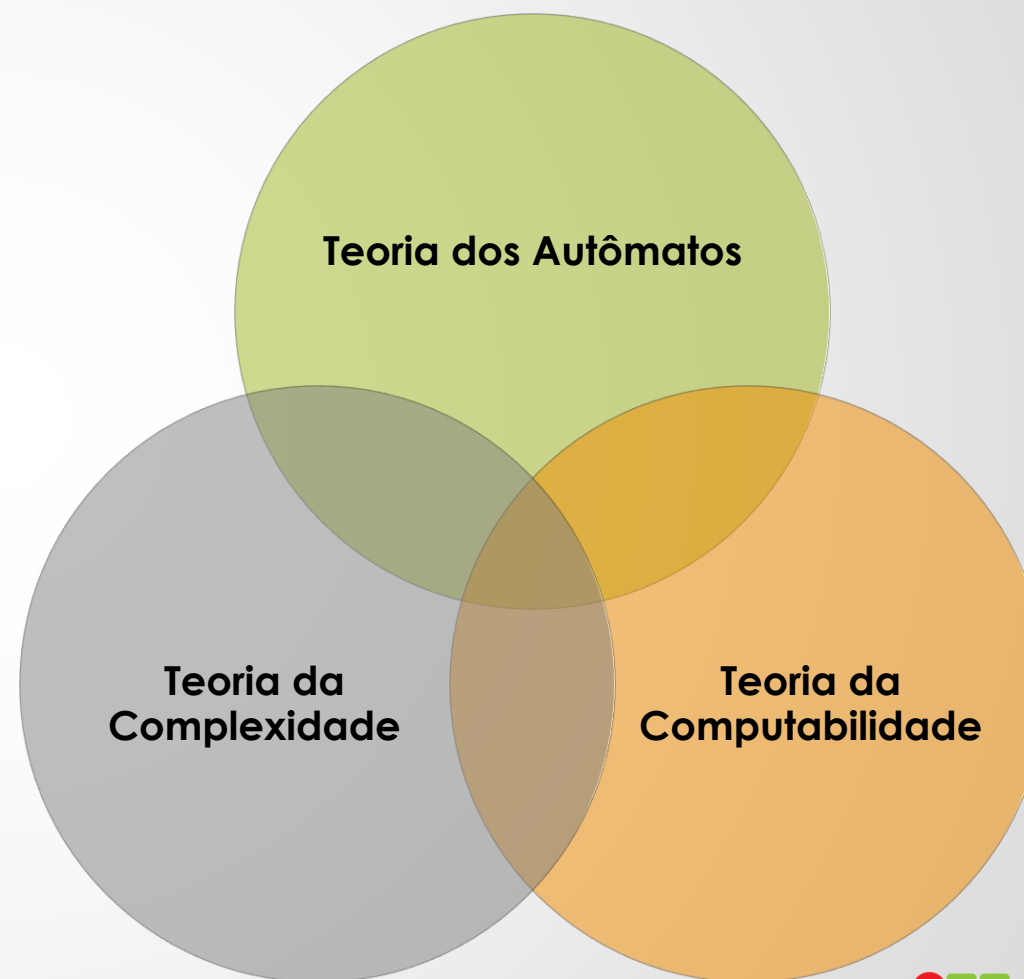 Teoria dos Autômatos
Teoria da
Complexidade
Teoria da
Computabilidade